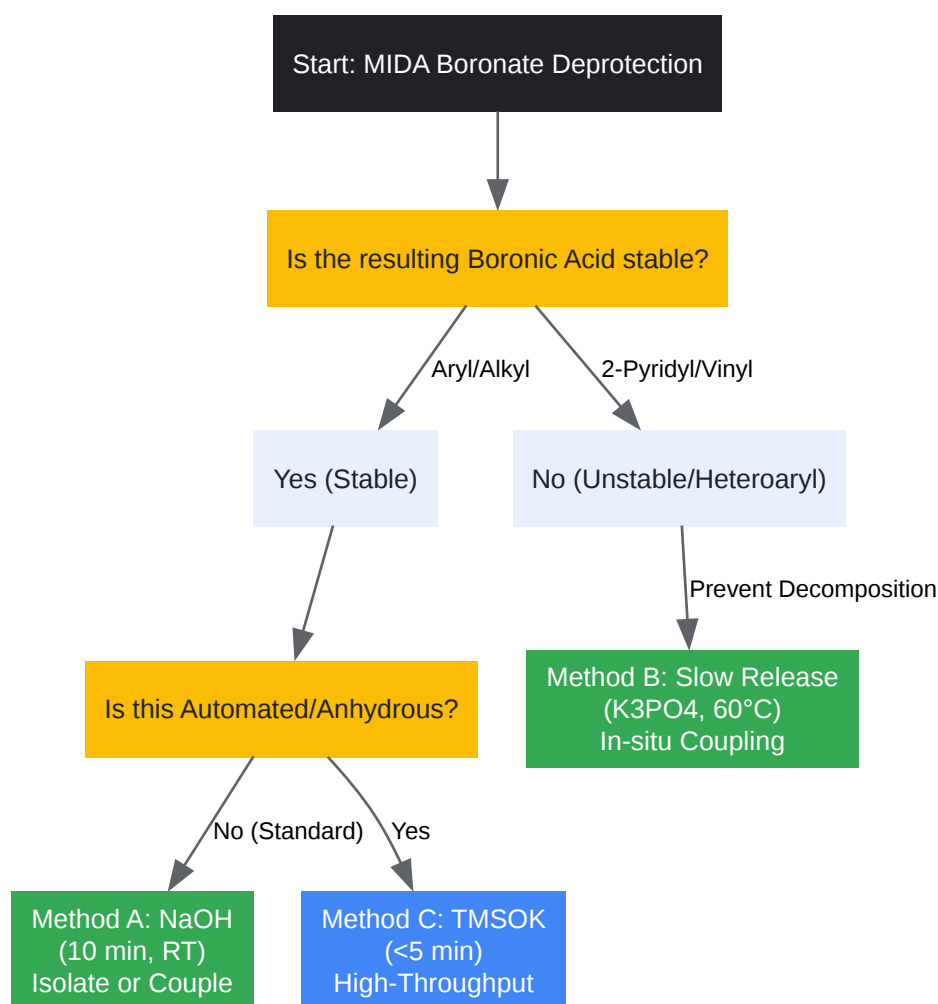 Start: MIDA Boronate Deprotection
Is the resulting Boronic Acid stable?
Aryl/Alkyl
2-Pyridyl/Vinyl
Yes (Stable)
No (Unstable/Heteroaryl)
Prevent Decomposition
Is this Automated/Anhydrous?
Method B: Slow Release
(K3PO4, 60°C)
In-situ Coupling
No (Standard)
Yes
Method A: NaOH
(10 min, RT)
Isolate or Couple
Method C: TMSOK
(<5 min)
High-Throughput